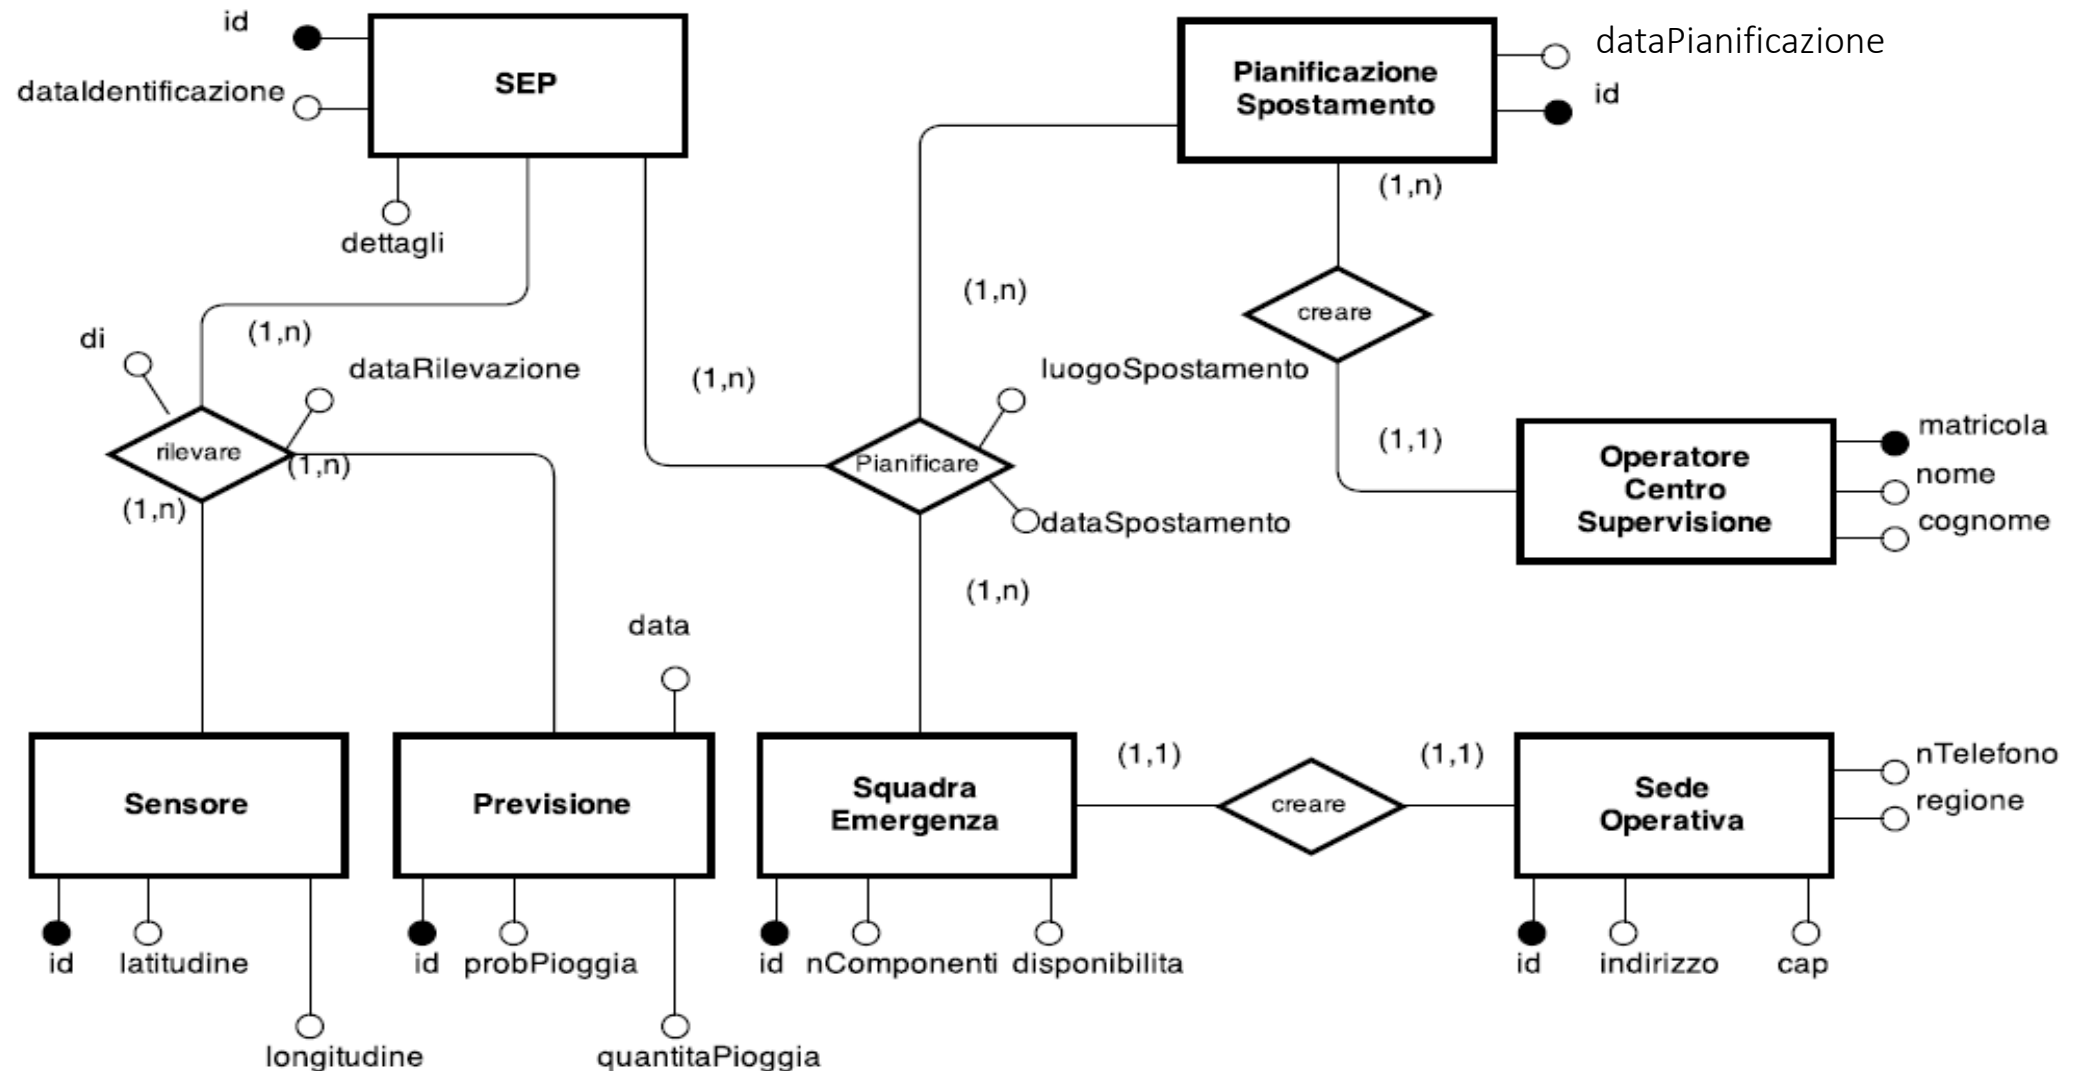 id
dataIdentificazione
SEP
dettagli
Pianificazione
Spostamento
dataPianificazione
id
(1,n)
(1,n)
creare
di
(1,n)
dataRilevazione
(1,n)
luogoSpostamento
rilevare
(1,n)
(1,n)
Pianificare
dataSpostamento
(1,1)
Operatore
Centro
Supervisione
matricola
nome
cognome
(1,n)
data
Sensore
Previsione
Squadra
Emergenza
(1,1)
creare
(1,1)
Sede
Operativa
nTelefono
regione
id
latitudine
longitudine
id
probPioggia
quantitaPioggia
id
nComponenti
disponibilita
id
indirizzo
cap